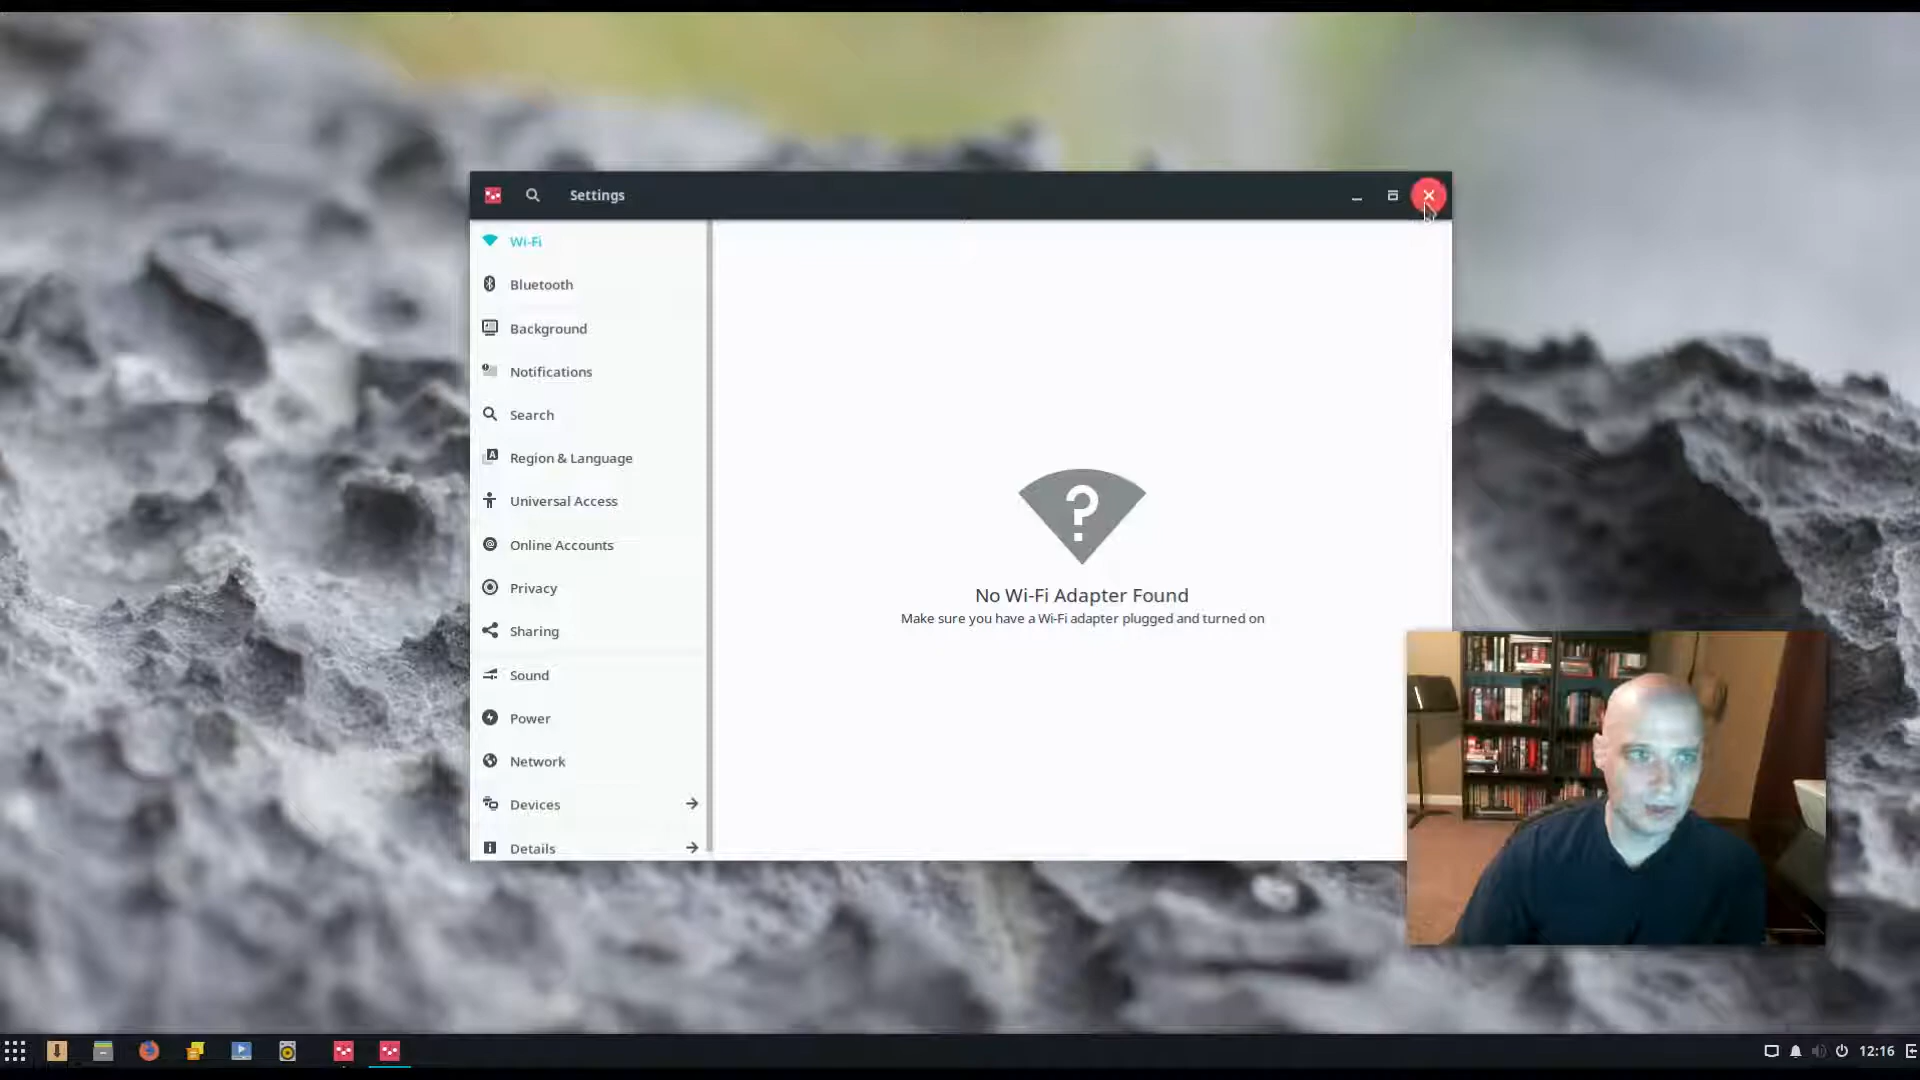 Settings
Wi-Fi
Bluetooth
Background
Notifications
Search
Region & Language
Universal Access
Online Accounts
Privacy
Sharing
Sound
Power
Network
Devices
Details
No Wi-Fi Adapter Found
Make sure you have a Wi-Fi adapter plugged and turned on
12:16